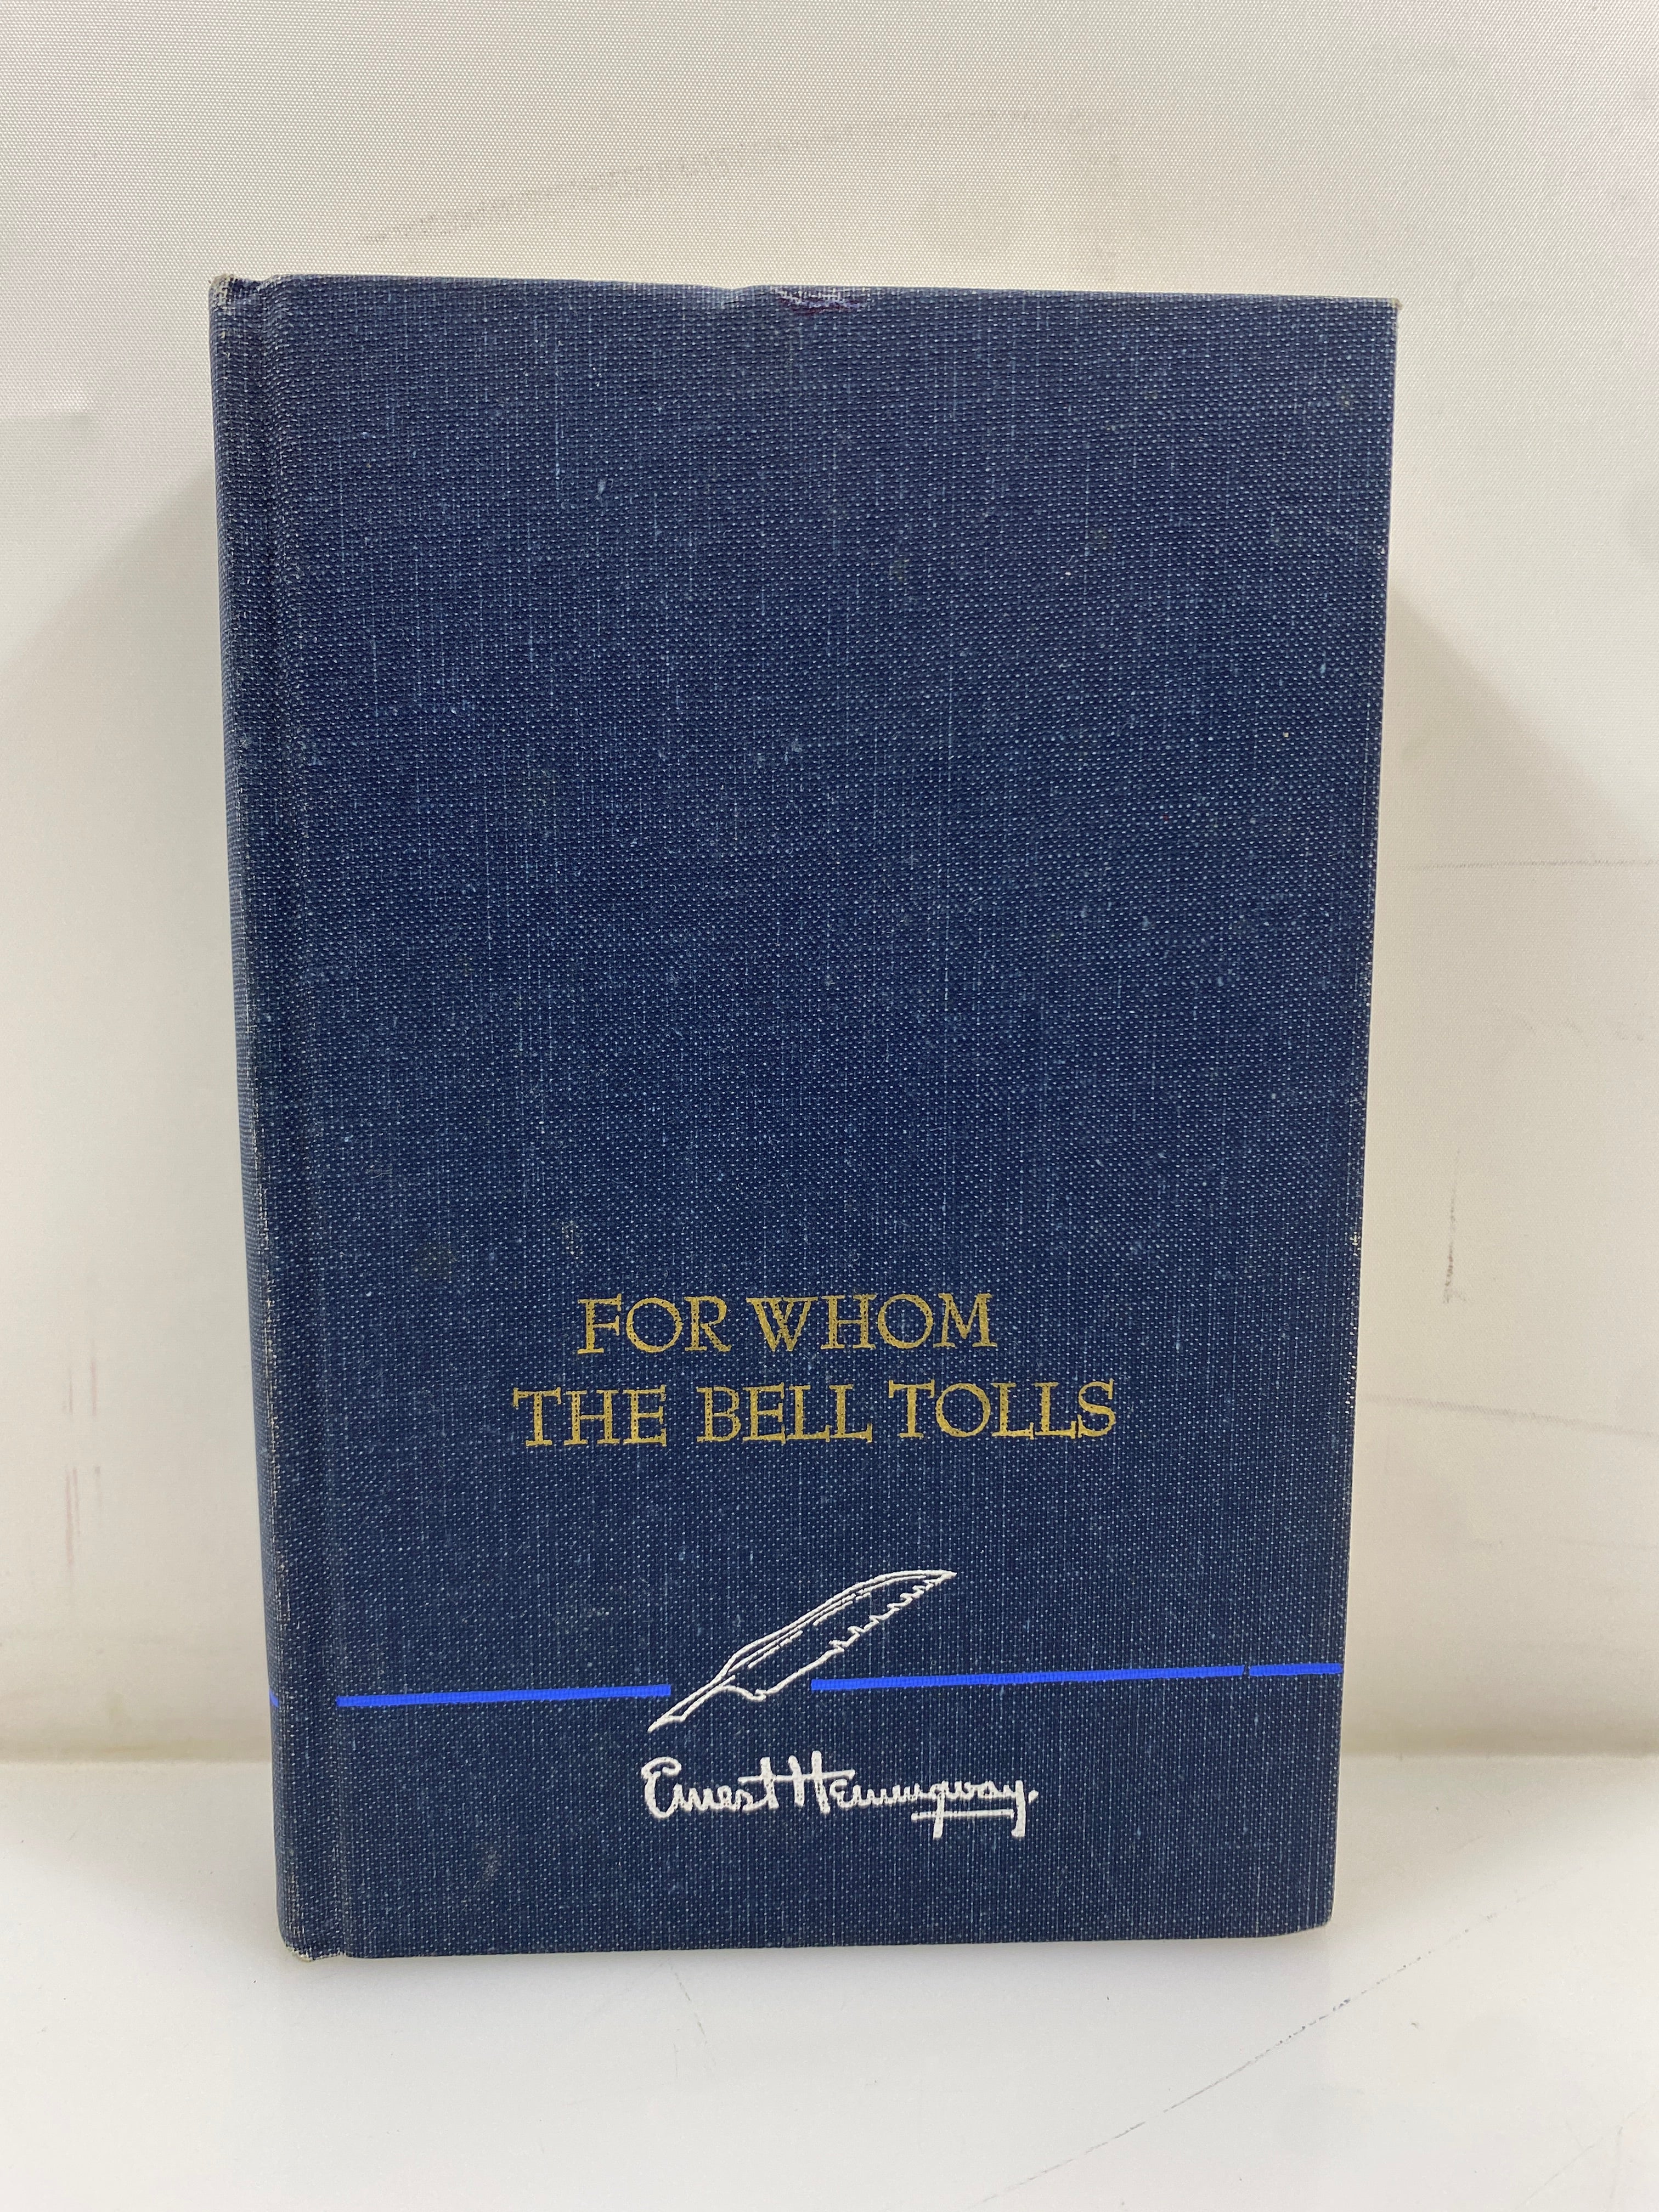 FOR WHOM
THE BELL TOLLS
Ernest Hemingway.